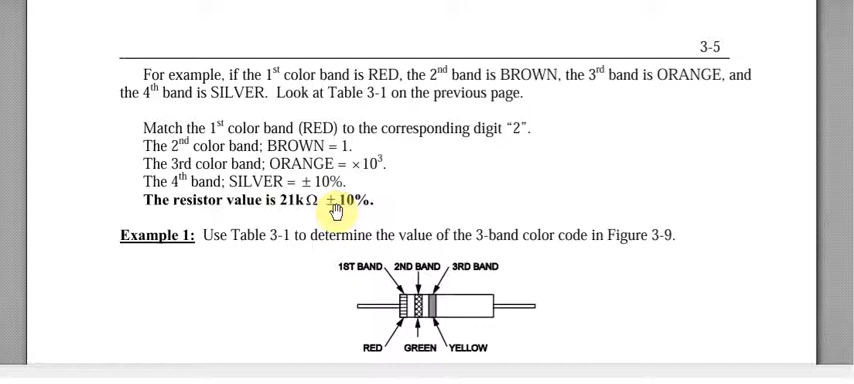 3-5
For example, if the 1st color band is RED, the 2nd band is BROWN, the 3rd band is ORANGE, and
the 4th band is SILVER. Look at Table 3-1 on the previous page.
Match the 1st color band (RED) to the corresponding digit “2”.
The 2nd color band; BROWN = 1.
The 3rd color band; ORANGE = ×10³.
The 4th band; SILVER = ± 10%.
The resistor value is 21kΩ ±10%.
Example 1: Use Table 3-1 to determine the value of the 3-band color code in Figure 3-9.
1ST BAND 2ND BAND 3RD BAND
RED GREEN YELLOW